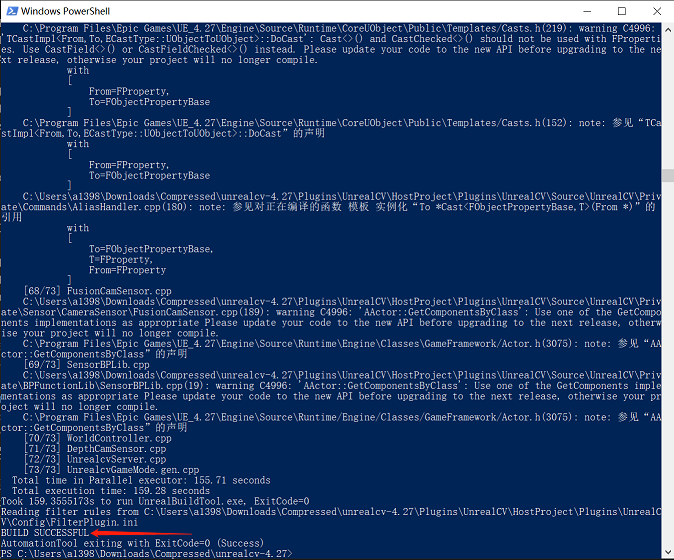 Windows PowerShell
C:\Program Files\Epic Games\UE_4.27\Engine\Source\Runtime\CoreUObject\Public\Templates/Casts.h(219): warning C4996:
'TCastImpl<From,To,ECastType::UObjectToUObject>::DoCast': Cast<>() and CastChecked<>() should not be used with FProperti
es. Use CastField<>() or CastFieldChecked<>() instead. Please update your code to the new API before upgrading to the ne
xt release, otherwise your project will no longer compile.
with
[
From=FProperty,
To=FObjectPropertyBase
]
C:\Program Files\Epic Games\UE_4.27\Engine\Source\Runtime\CoreUObject\Public\Templates/Casts.h(152): note: 参见“TCa
stImpl<From,To,ECastType::UObjectToUObject>::DoCast”的声明
with
[
From=FProperty,
To=FObjectPropertyBase
]
C:\Users\a1398\Downloads\Compressed\unrealcv-4.27\Plugins\UnrealCV\HostProject\Plugins\UnrealCV\Source\UnrealCV\Priv
ate\Commands\AliasHandler.cpp(180): note: 参见对正在编译的函数 模板 实例化“To *Cast<FObjectPropertyBase,T>(From *)”的
引用
with
[
To=FObjectPropertyBase,
T=FProperty,
From=FProperty
]
[68/73] FusionCamSensor.cpp
C:\Users\a1398\Downloads\Compressed\unrealcv-4.27\Plugins\UnrealCV\HostProject\Plugins\UnrealCV\Source\UnrealCV\Priv
ate\Sensor\CameraSensor\FusionCamSensor.cpp(189): warning C4996: 'AActor::GetComponentsByClass': Use one of the GetCompo
nents implementations as appropriate Please update your code to the new API before upgrading to the next release, otherw
ise your project will no longer compile.
C:\Program Files\Epic Games\UE_4.27\Engine\Source\Runtime/Engine/Classes/GameFramework/Actor.h(3075): note: 参见“AA
ctor::GetComponentsByClass”的声明
[69/73] SensorBPLib.cpp
C:\Users\a1398\Downloads\Compressed\unrealcv-4.27\Plugins\UnrealCV\HostProject\Plugins\UnrealCV\Source\UnrealCV\Priv
ate\BPFunctionLib\SensorBPLib.cpp(19): warning C4996: 'AActor::GetComponentsByClass': Use one of the GetComponents imple
mentations as appropriate Please update your code to the new API before upgrading to the next release, otherwise your pr
oject will no longer compile.
C:\Program Files\Epic Games\UE_4.27\Engine\Source\Runtime/Engine/Classes/GameFramework/Actor.h(3075): note: 参见“AA
ctor::GetComponentsByClass”的声明
[70/73] WorldController.cpp
[71/73] DepthCamSensor.cpp
[72/73] UnrealcvServer.cpp
[73/73] UnrealcvGameMode.gen.cpp
Total time in Parallel executor: 155.71 seconds
Total execution time: 159.28 seconds
Took 159.3555173s to run UnrealBuildTool.exe, ExitCode=0
Reading filter rules from C:\Users\a1398\Downloads\Compressed\unrealcv-4.27\Plugins\UnrealCV\HostProject\Plugins\UnrealC
V\Config\FilterPlugin.ini
BUILD SUCCESSFUL
AutomationTool exiting with ExitCode=0 (Success)
PS C:\Users\a1398\Downloads\Compressed\unrealcv-4.27>